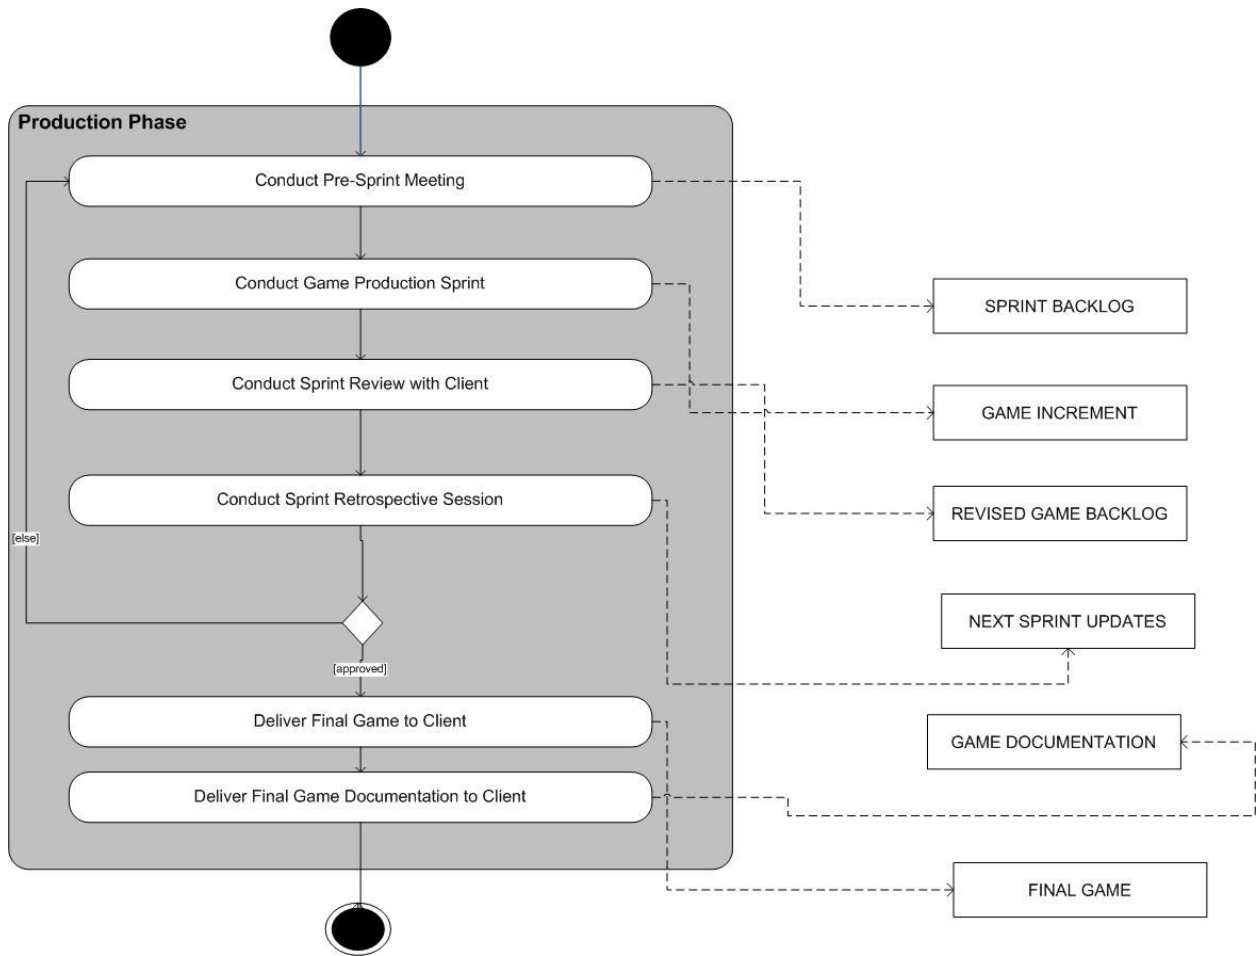 Production Phase
Conduct Pre-Sprint Meeting
Conduct Game Production Sprint
SPRINT BACKLOG
Conduct Sprint Review with Client
GAME INCREMENT
Conduct Sprint Retrospective Session
REVISED GAME BACKLOG
[else]
NEXT SPRINT UPDATES
[approved]
Deliver Final Game to Client
GAME DOCUMENTATION
Deliver Final Game Documentation to Client
FINAL GAME